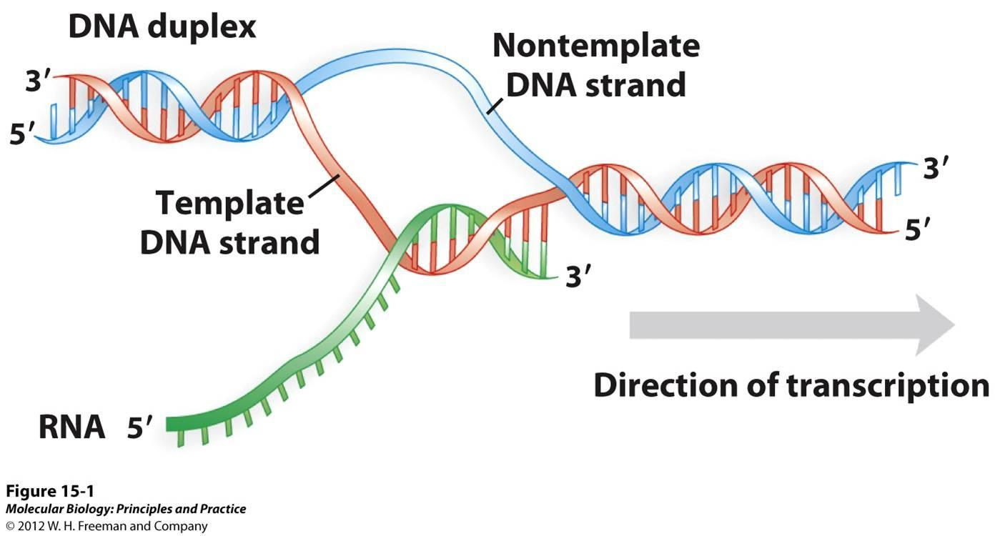 DNA duplex
Nontemplate
DNA strand
3′
5′
Template
DNA strand
3′
5′
3′
Direction of transcription
RNA 5′
Figure 15-1
Molecular Biology: Principles and Practice
© 2012 W. H. Freeman and Company